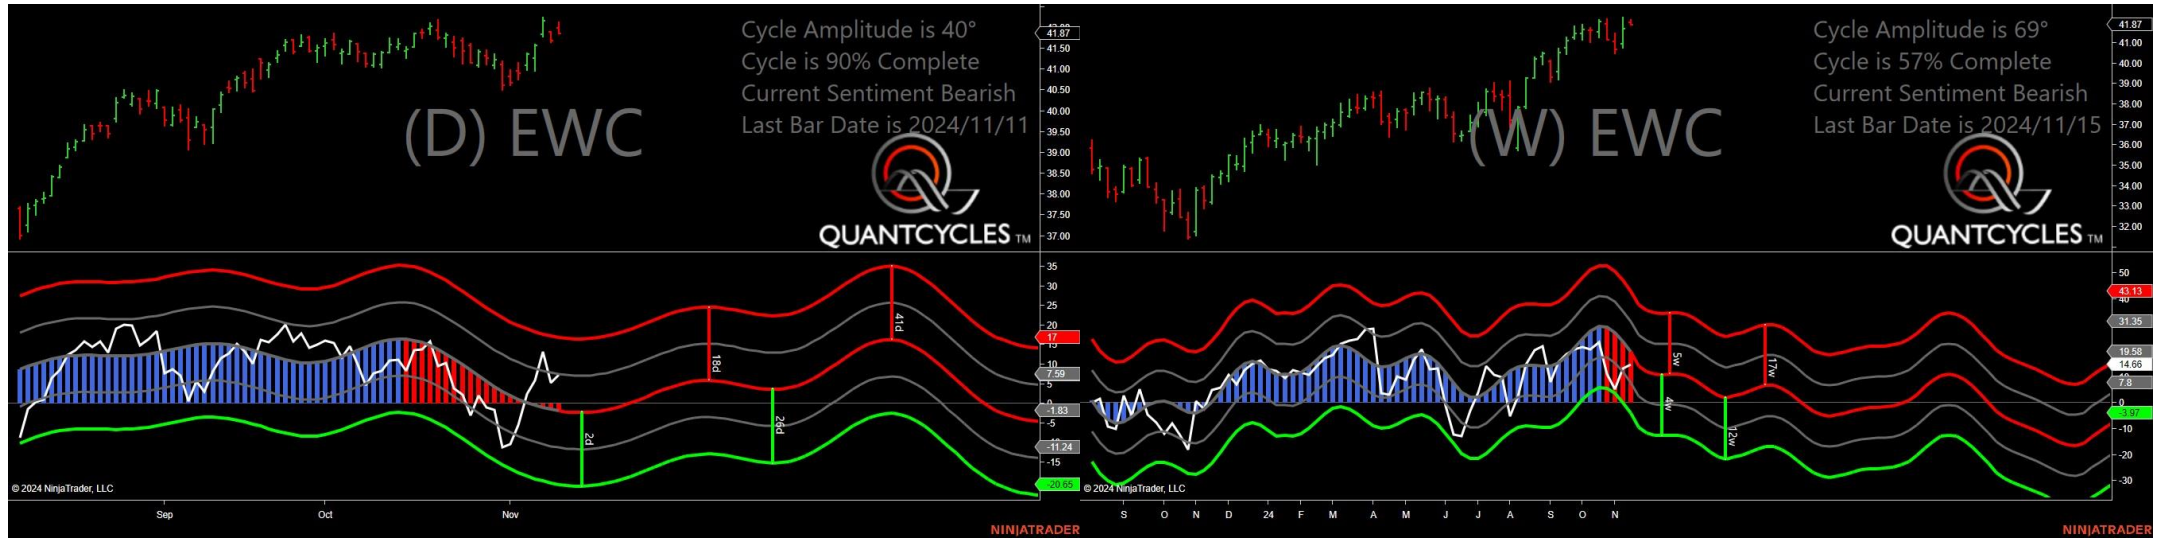 Cycle Amplitude is 40°
Cycle is 90% Complete
Current Sentiment Bearish
Last Bar Date is 2024/11/11
(D) EWC
QUANTCYCLES TM
41.87
41.50
41.00
40.50
40.00
39.50
39.00
38.50
38.00
37.50
37.00
35
30
25
20
17
15
10
7.59
5
0
-1.83
-5
-11.24
-15
-20.65
18d
41d
2d
26d
© 2024 NinjaTrader, LLC
Sep Oct Nov
NINJATRADER
Cycle Amplitude is 69°
Cycle is 57% Complete
Current Sentiment Bearish
Last Bar Date is 2024/11/15
(W) EWC
QUANTCYCLES TM
41.87
41.00
40.00
39.00
38.00
37.00
36.00
35.00
34.00
33.00
32.00
50
43.13
40
31.35
19.58
14.66
7.8
0
-3.97
-10
-20
-30
5w
17w
4w
12w
© 2024 NinjaTrader, LLC
S O N D 24 F M A M J J A S O N
NINJATRADER